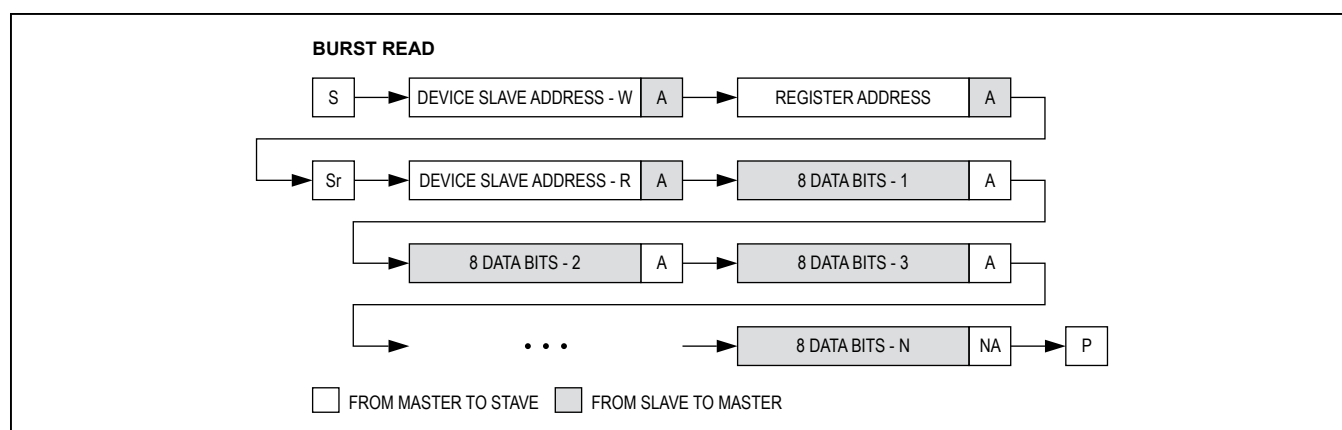 BURST READ
S DEVICE SLAVE ADDRESS - W A REGISTER ADDRESS A
Sr DEVICE SLAVE ADDRESS - R A 8 DATA BITS - 1 A
8 DATA BITS - 2 A 8 DATA BITS - 3 A
• • • 8 DATA BITS - N NA P
FROM MASTER TO STAVE FROM SLAVE TO MASTER